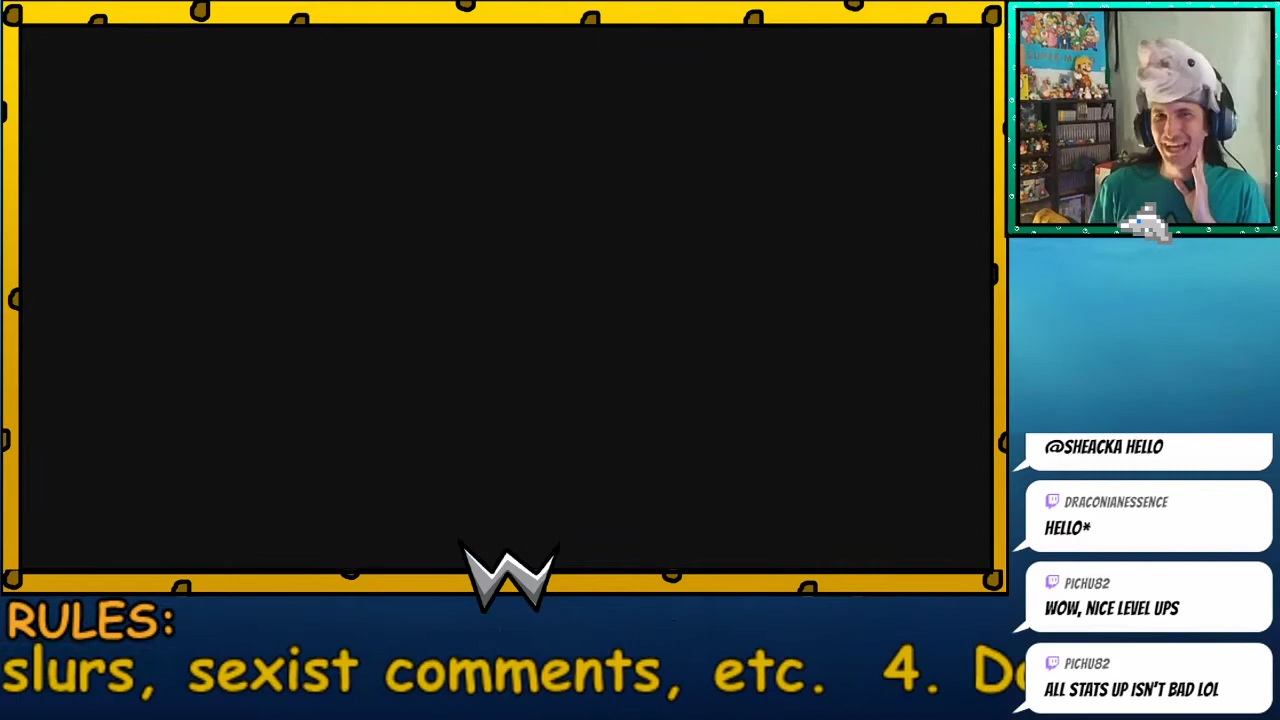 SUPER M
@SHEACKA HELLO
DRACONIANESSENCE
HELLO*
PICHU82
WOW, NICE LEVEL UPS
PICHU82
ALL STATS UP ISN'T BAD LOL
W
RULES:
slurs, sexist comments, etc. 4. Do